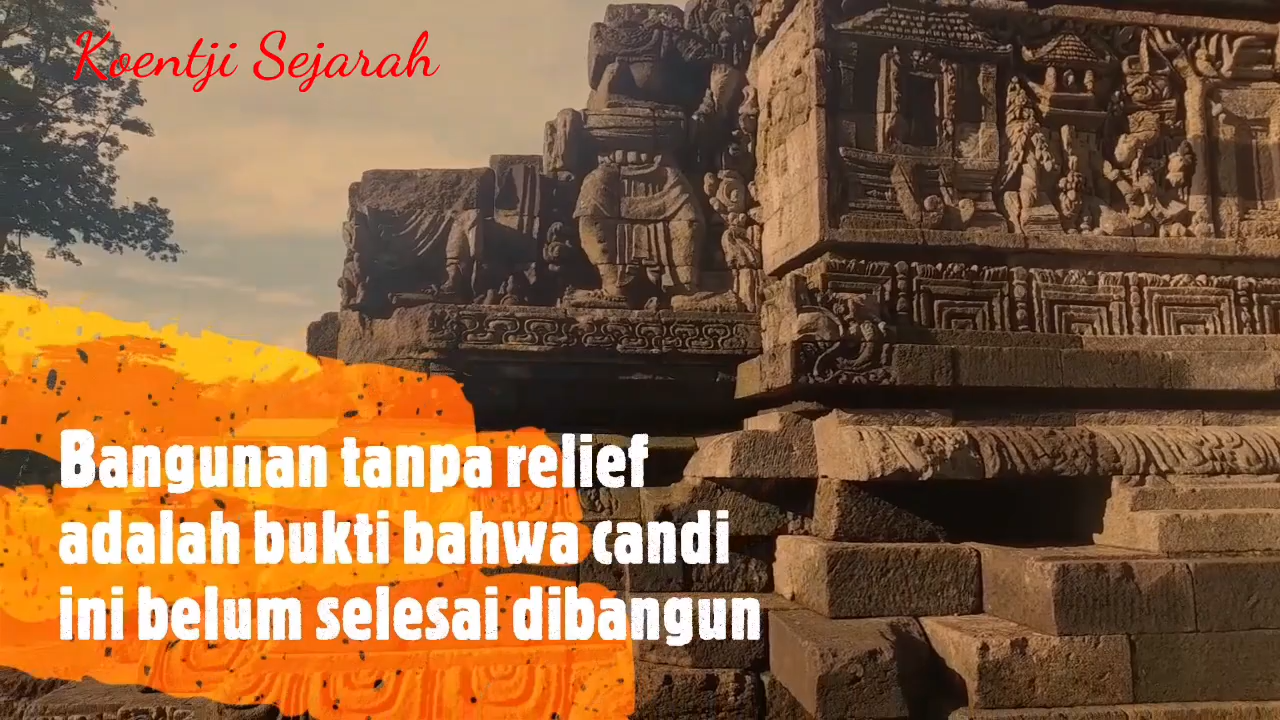 Koentji Sejarah
Bangunan tanpa relief
adalah bukti bahwa candi
ini belum selesai dibangun